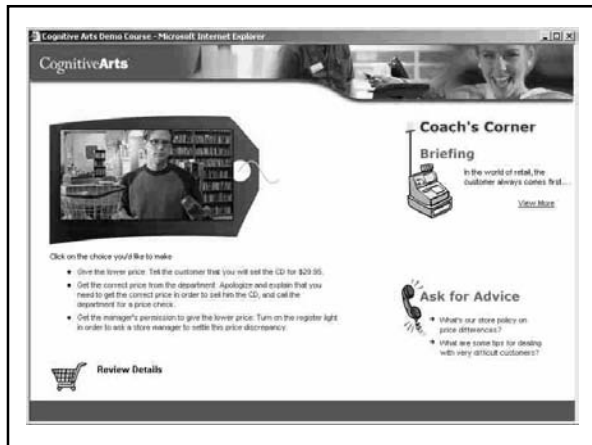 Cognitive Arts Demo Course - Microsoft Internet Explorer
CognitiveArts
Coach's Corner
Briefing
In the world of retail, the
customer always comes first....
View More
Click on the choice you'd like to make
Give the lower price. Tell the customer that you will sell the CD for $29.95.
Get the correct price from the department. Apologize and explain that you
need to get the correct price in order to sell him the CD, and call the
department for a price check.
Get the manager's permission to give the lower price. Turn on the register light
in order to ask a store manager to settle this price discrepancy.
Ask for Advice
What's our store policy on
price differences?
What are some tips for dealing
with very difficult customers?
Review Details